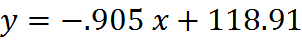 y = −.905 x + 118.91